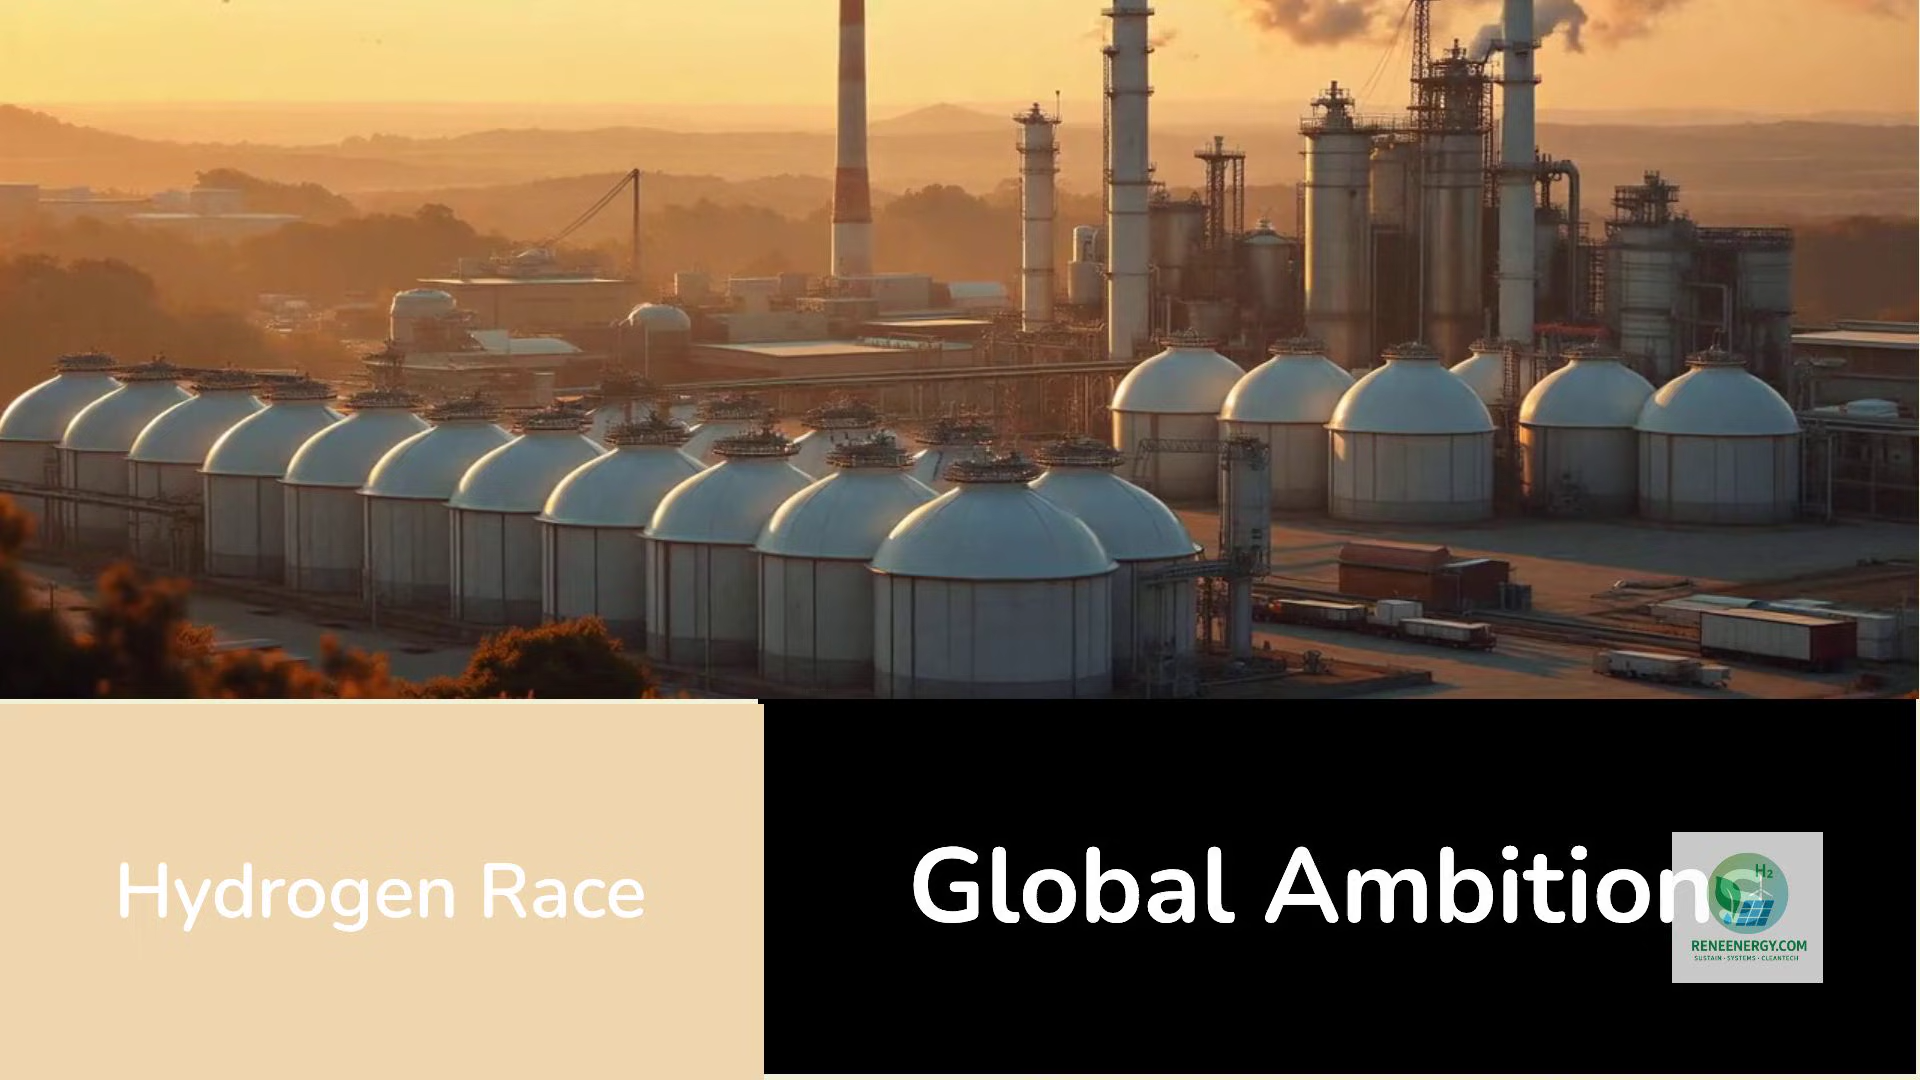 Hydrogen Race
Global Ambitions
H₂
RENEENERGY.COM
SUSTAIN · SYSTEMS · CLEANTECH